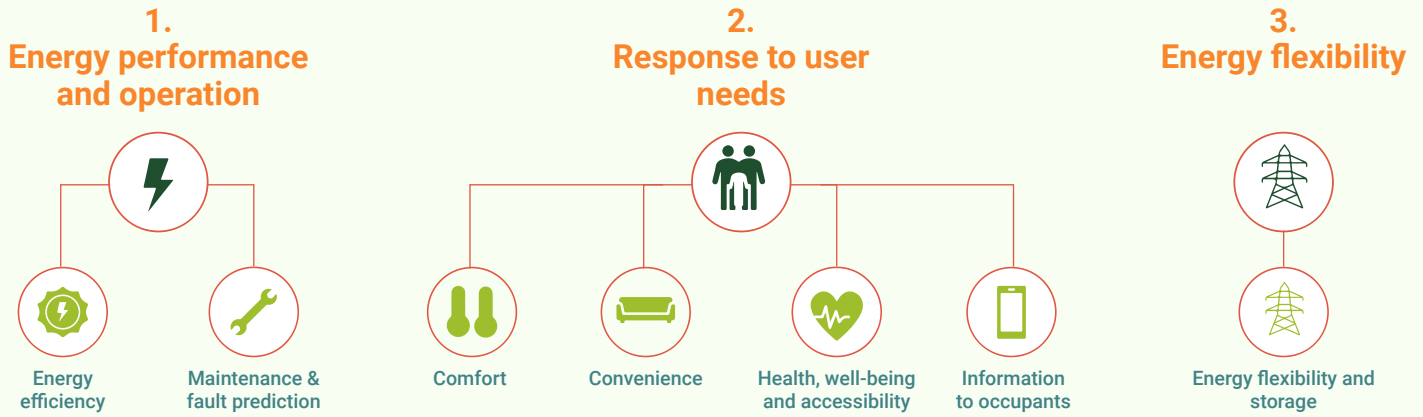 1.
Energy performance
and operation
2.
Response to user
needs
3.
Energy flexibility
Energy
efficiency
Maintenance &
fault prediction
Comfort
Convenience
Health, well-being
and accessibility
Information
to occupants
Energy flexibility and
storage